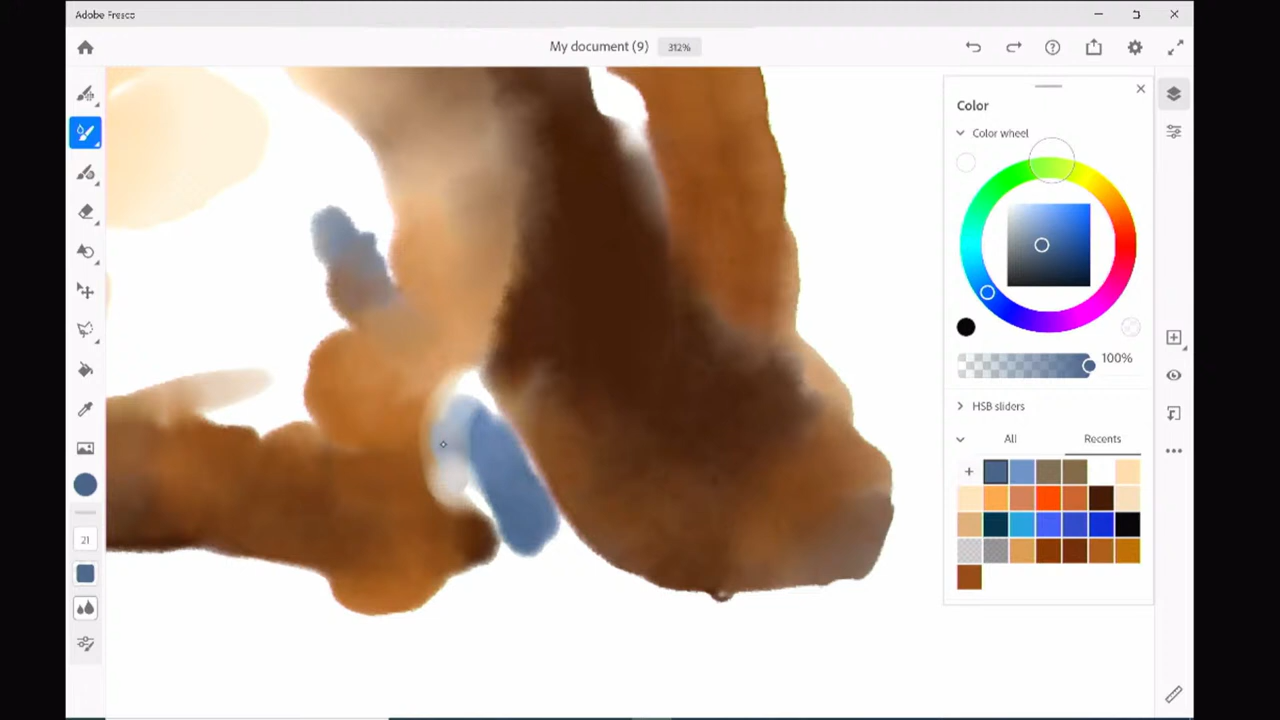 Adobe Fresco
My document (9) 312%
Color
Color wheel
100%
HSB sliders
All Recents
+
21